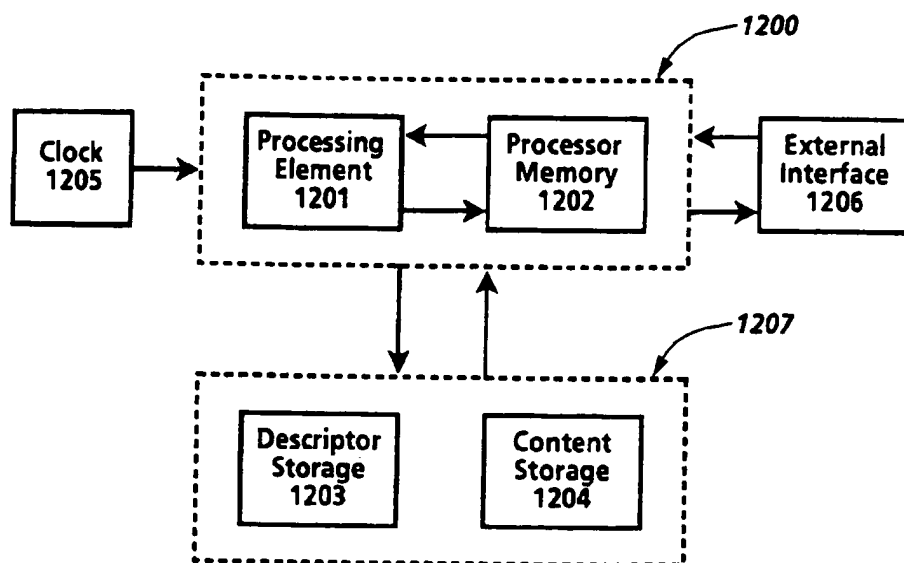 1200
Clock
1205
Processing
Element
1201
Processor
Memory
1202
External
Interface
1206
1207
Descriptor
Storage
1203
Content
Storage
1204